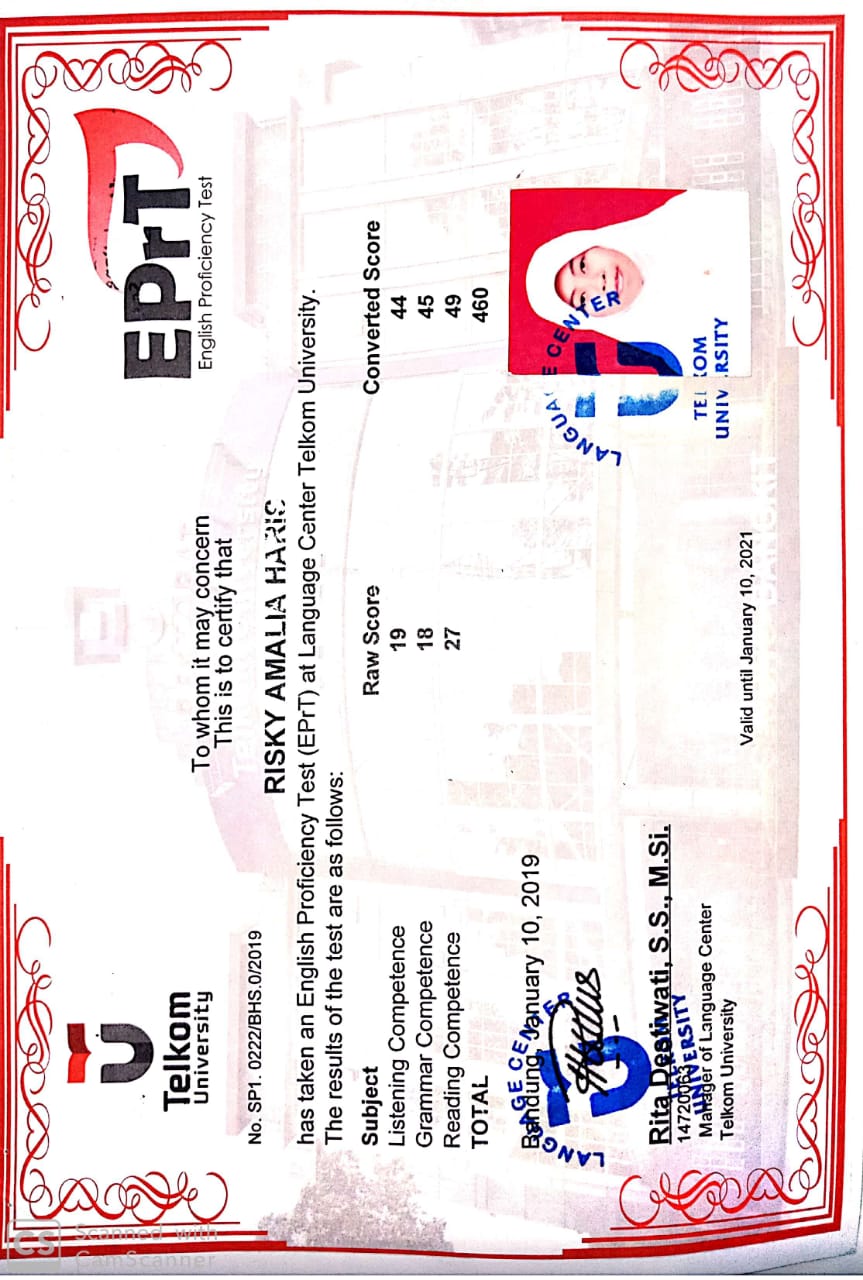 CS Scanned with
CamScanner
Telkom
University
EPrT
English Proficiency Test
To whom it may concern
This is to certify that
No. SP1. 0222/BHS.0/2019
RISKY AMALIA HARIS
has taken an English Proficiency Test (EPrT) at Language Center Telkom University.
The results of the test are as follows:
Subject Raw Score Converted Score
Listening Competence 19 44
Grammar Competence 18 45
Reading Competence 27 49
TOTAL 460
Bandung, January 10, 2019
LANGUAGE CENTER
TELKOM
UNIVERSITY
Rita Destiwati, S.S., M.Si.
14720063
Manager of Language Center
Telkom University
LANGUAGE CENTER
TELKOM
UNIVERSITY
Valid until January 10, 2021